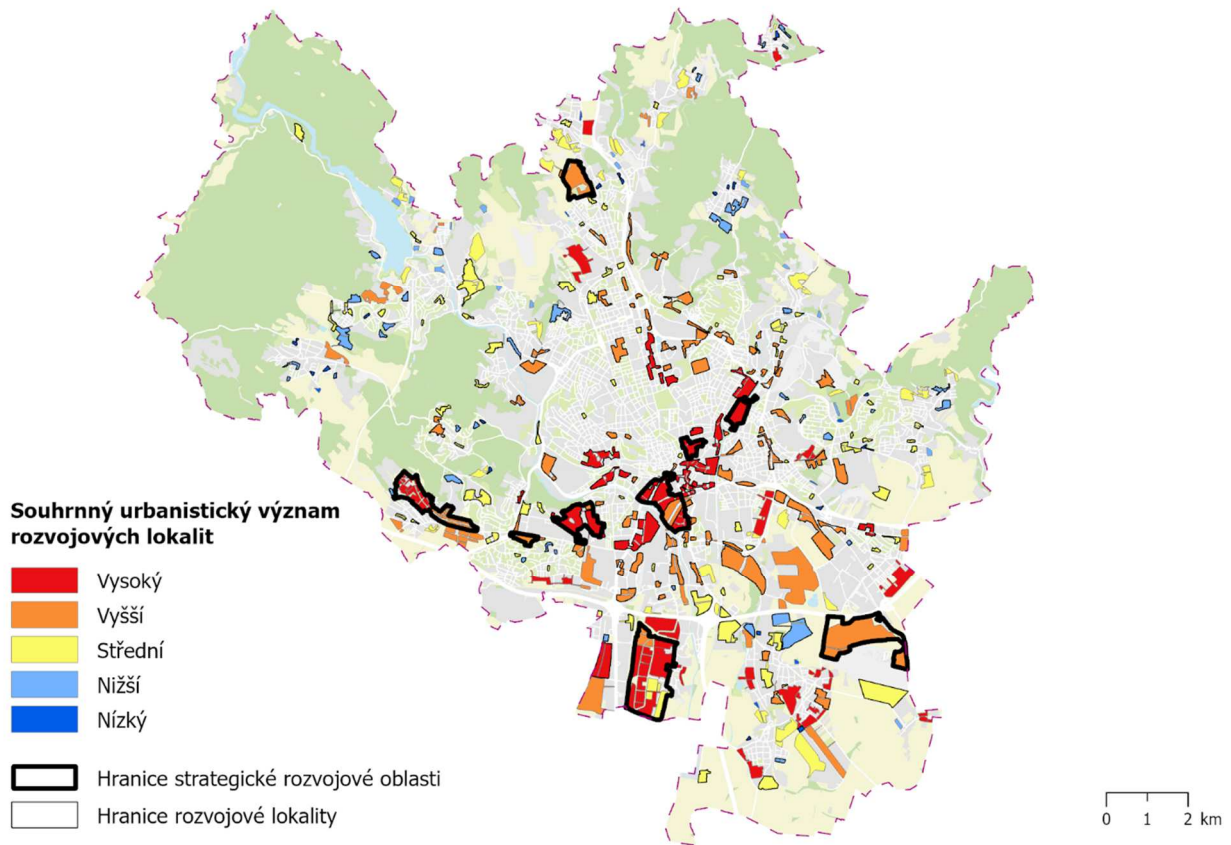 Souhrnný urbanistický význam
rozvojových lokalit
Vysoký
Vyšší
Střední
Nižší
Nízký
Hranice strategické rozvojové oblasti
Hranice rozvojové lokality
0 1 2 km